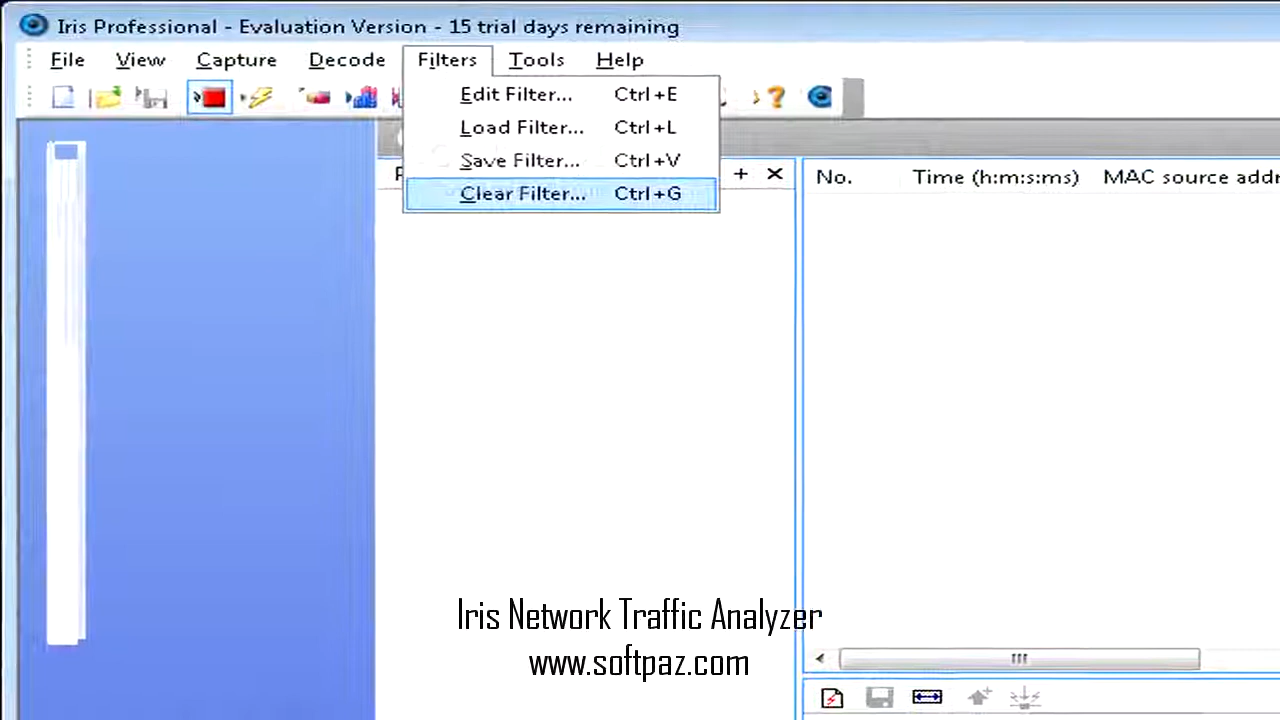 Iris Professional - Evaluation Version - 15 trial days remaining
File View Capture Decode Filters Tools Help
Edit Filter... Ctrl+E
Load Filter... Ctrl+L
Save Filter... Ctrl+V
Clear Filter... Ctrl+G
No. Time (h:m:s:ms) MAC source addr
Iris Network Traffic Analyzer
www.softpaz.com